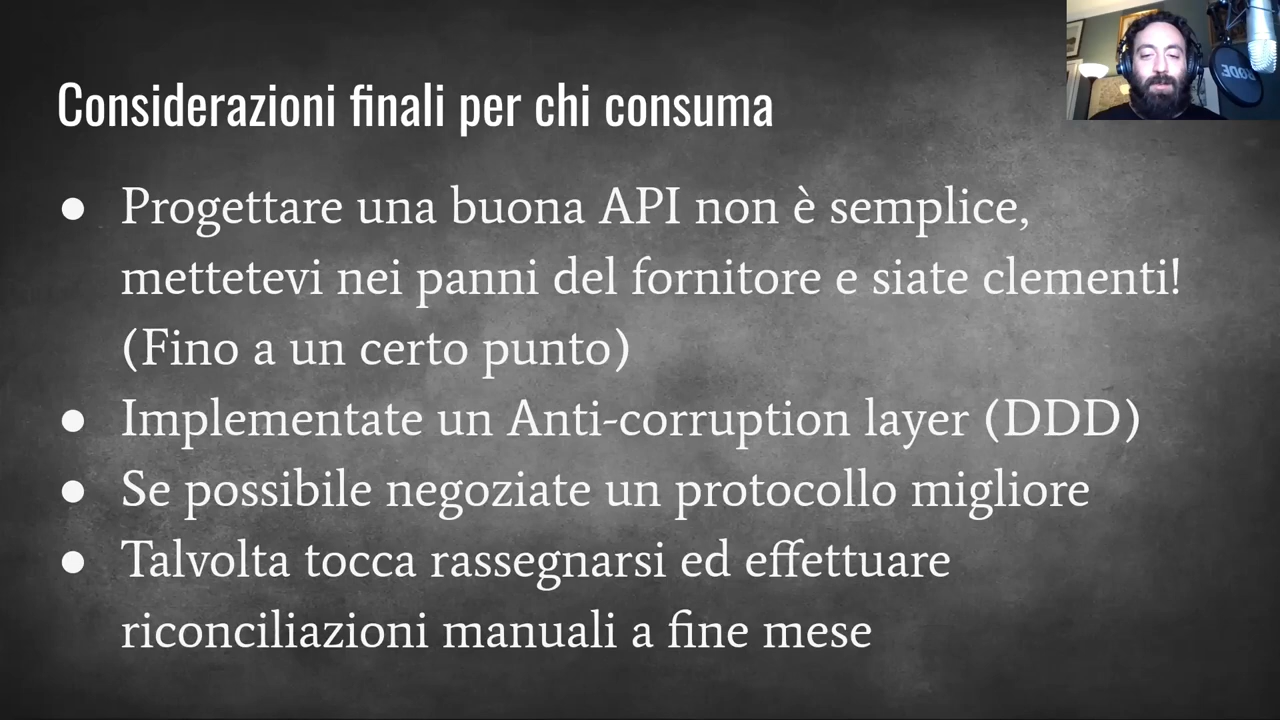 Considerazioni finali per chi consuma
● Progettare una buona API non è semplice,
mettetevi nei panni del fornitore e siate clementi!
(Fino a un certo punto)
● Implementate un Anti-corruption layer (DDD)
● Se possibile negoziate un protocollo migliore
● Talvolta tocca rassegnarsi ed effettuare
riconciliazioni manuali a fine mese
RØDE